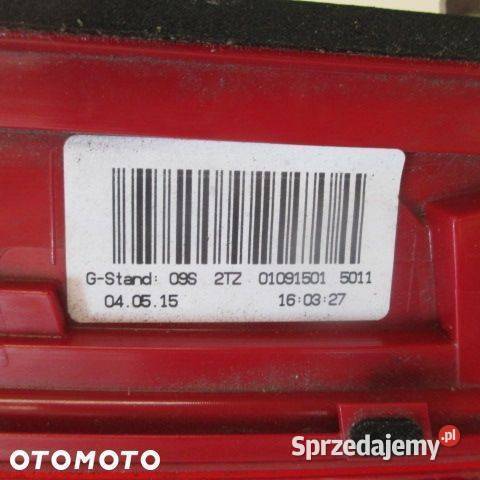 G-Stand: 09S 2TZ 01091501 5011
04.05.15 16:03:27
OTOMOTO
Sprzedajemy.pl